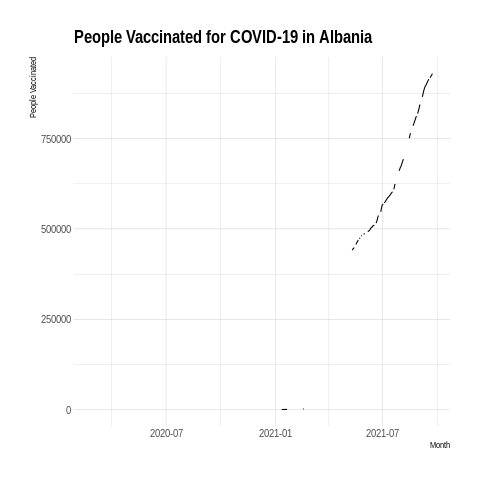 People Vaccinated for COVID-19 in Albania
People Vaccinated
750000
500000
250000
0
2020-07
2021-01
2021-07
Month